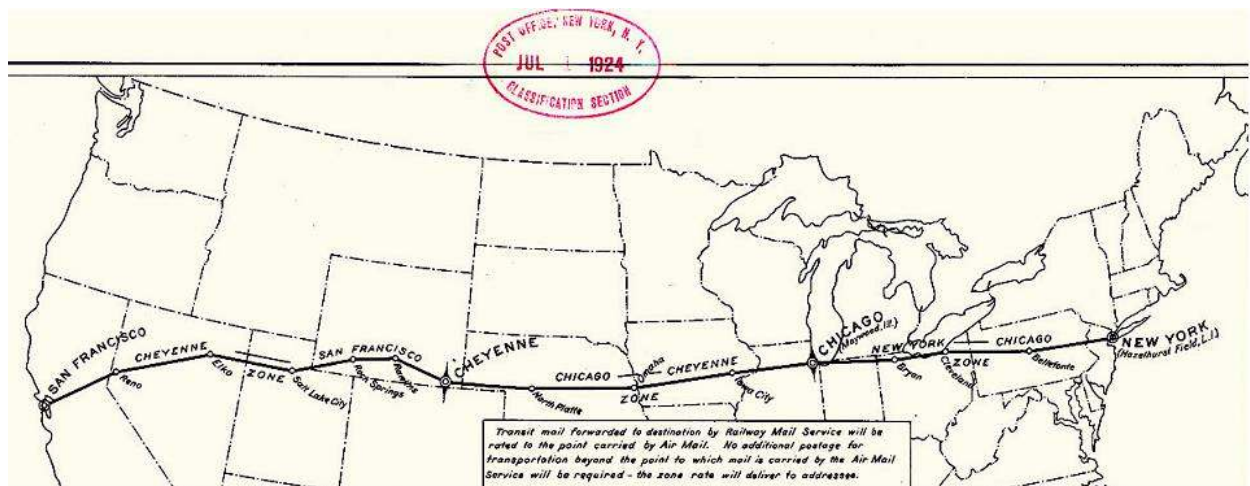 POST OFFICE, NEW YORK, N. Y.
JUL 1 1924
CLASSIFICATION SECTION
SAN FRANCISCO
Reno
CHEYENNE
Elko
ZONE
Salt Lake City
SAN FRANCISCO
Rock Springs
Rawlins
CHEYENNE
North Platte
CHICAGO
ZONE
Omaha
CHEYENNE
Iowa City
CHICAGO
(Maywood, Ill.)
NEW YORK
Bryan
Cleveland
ZONE
CHICAGO
Bellefonte
NEW YORK
(Hazelhurst Field, L.I.)
Transit mail forwarded to destination by Railway Mail Service will be
rated to the point carried by Air Mail. No additional postage for
transportation beyond the point to which mail is carried by the Air Mail
Service will be required - the zone rate will deliver to addressee.